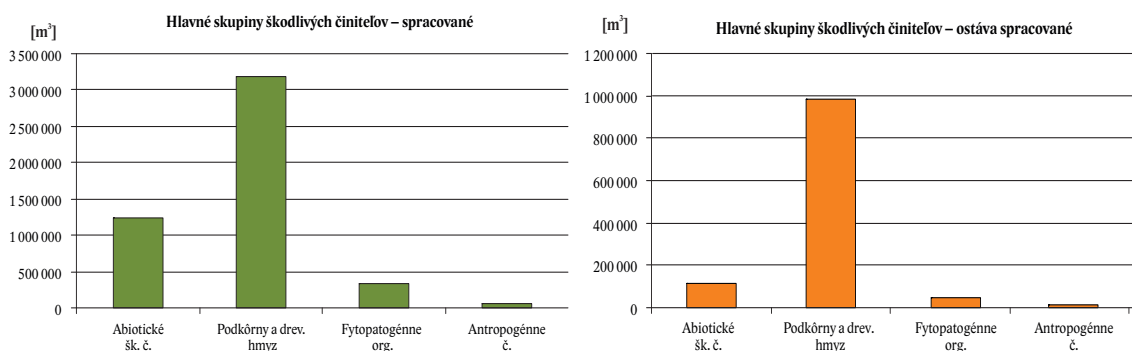 Hlavné skupiny škodlivých činiteľov – spracované
[m³]
3 500 000
3 000 000
2 500 000
2 000 000
1 500 000
1 000 000
500 000
0
Abiotické
šk. č.
Podkôrny a drev.
hmyz
Fytopatogénne
org.
Antropogénne
č.
Hlavné skupiny škodlivých činiteľov – ostáva spracované
[m³]
1 200 000
1 000 000
800 000
600 000
400 000
200 000
0
Abiotické
šk. č.
Podkôrny a drev.
hmyz
Fytopatogénne
org.
Antropogénne
č.